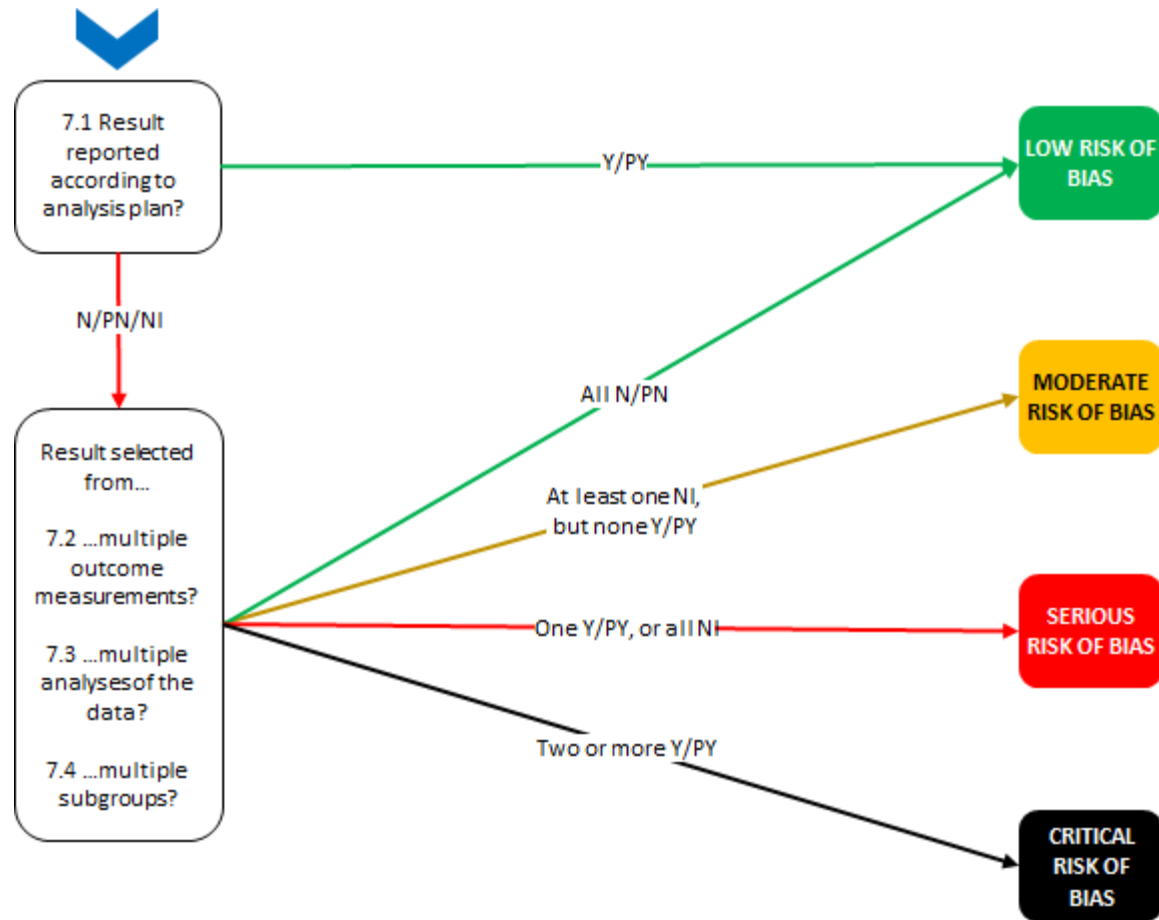 7.1 Result
reported
according to
analysis plan?
Y/PY
LOW RISK OF
BIAS
N/PN/NI
All N/PN
MODERATE
RISK OF BIAS
Result selected
from...
7.2 ...multiple
outcome
measurements?
7.3 ...multiple
analyses of the
data?
7.4 ...multiple
subgroups?
At least one NI,
but none Y/PY
One Y/PY, or all NI
SERIOUS
RISK OF BIAS
Two or more Y/PY
CRITICAL
RISK OF
BIAS